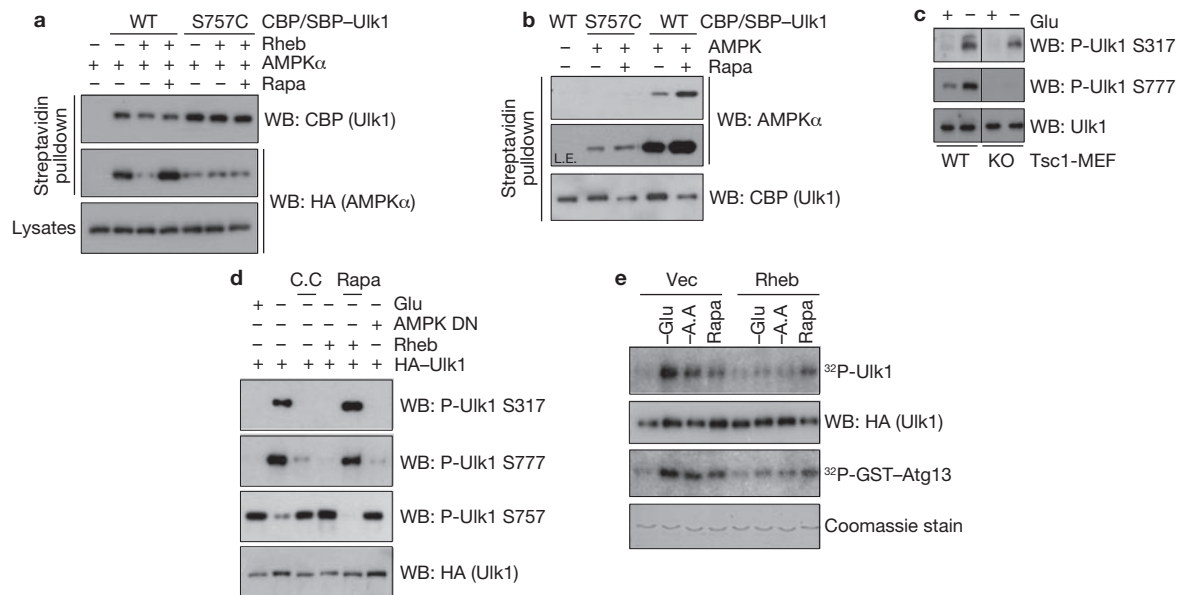 a
WT S757C CBP/SBP–Ulk1
– – + + – + + Rheb
+ + + + + + + AMPKα
– – – + – – + Rapa
Streptavidin pulldown
WB: CBP (Ulk1)
WB: HA (AMPKα)
Lysates
b
WT S757C WT CBP/SBP–Ulk1
– + + + + AMPK
– – + – + Rapa
Streptavidin pulldown
L.E.
WB: AMPKα
WB: CBP (Ulk1)
c
+ – + – Glu
WB: P-Ulk1 S317
WB: P-Ulk1 S777
WB: Ulk1
WT KO Tsc1-MEF
d
C.C Rapa
+ – – – – – Glu
– – – – – + AMPK DN
– – – + + – Rheb
+ + + + + + HA–Ulk1
WB: P-Ulk1 S317
WB: P-Ulk1 S777
WB: P-Ulk1 S757
WB: HA (Ulk1)
e
Vec Rheb
–Glu –A.A Rapa –Glu –A.A Rapa
32P-Ulk1
WB: HA (Ulk1)
32P-GST–Atg13
Coomassie stain